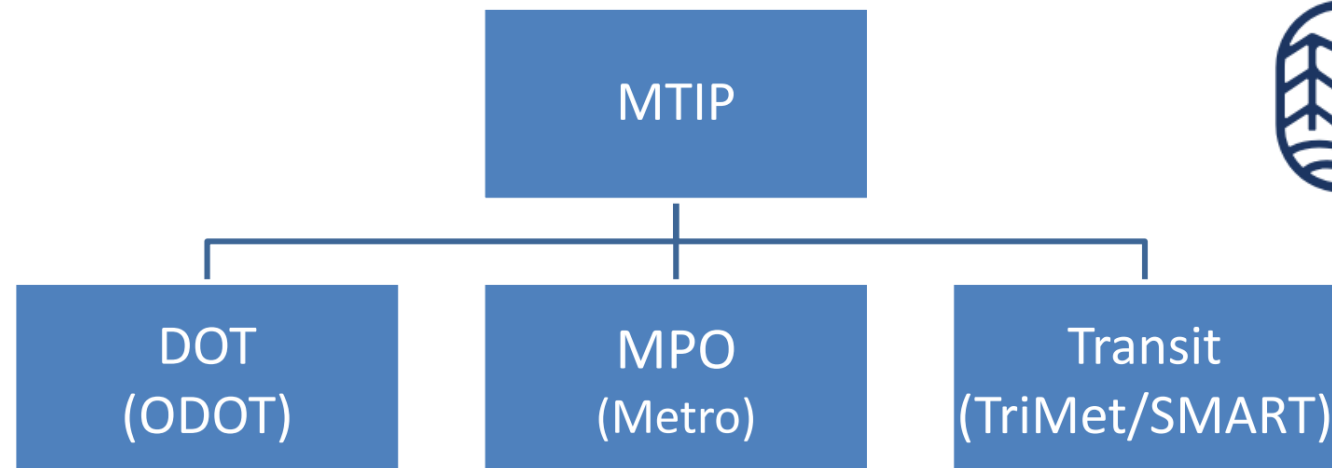 MTIP
DOT
(ODOT)
MPO
(Metro)
Transit
(TriMet/SMART)